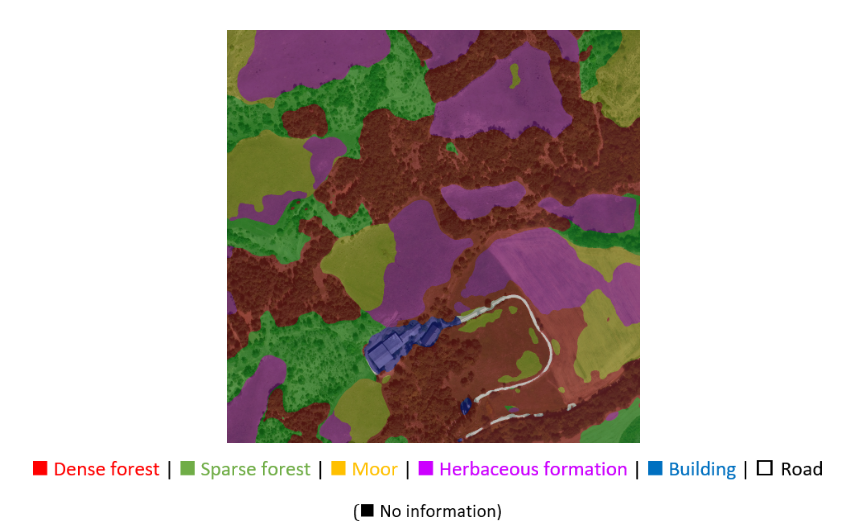 Dense forest | Sparse forest | Moor | Herbaceous formation | Building | Road
(No information)